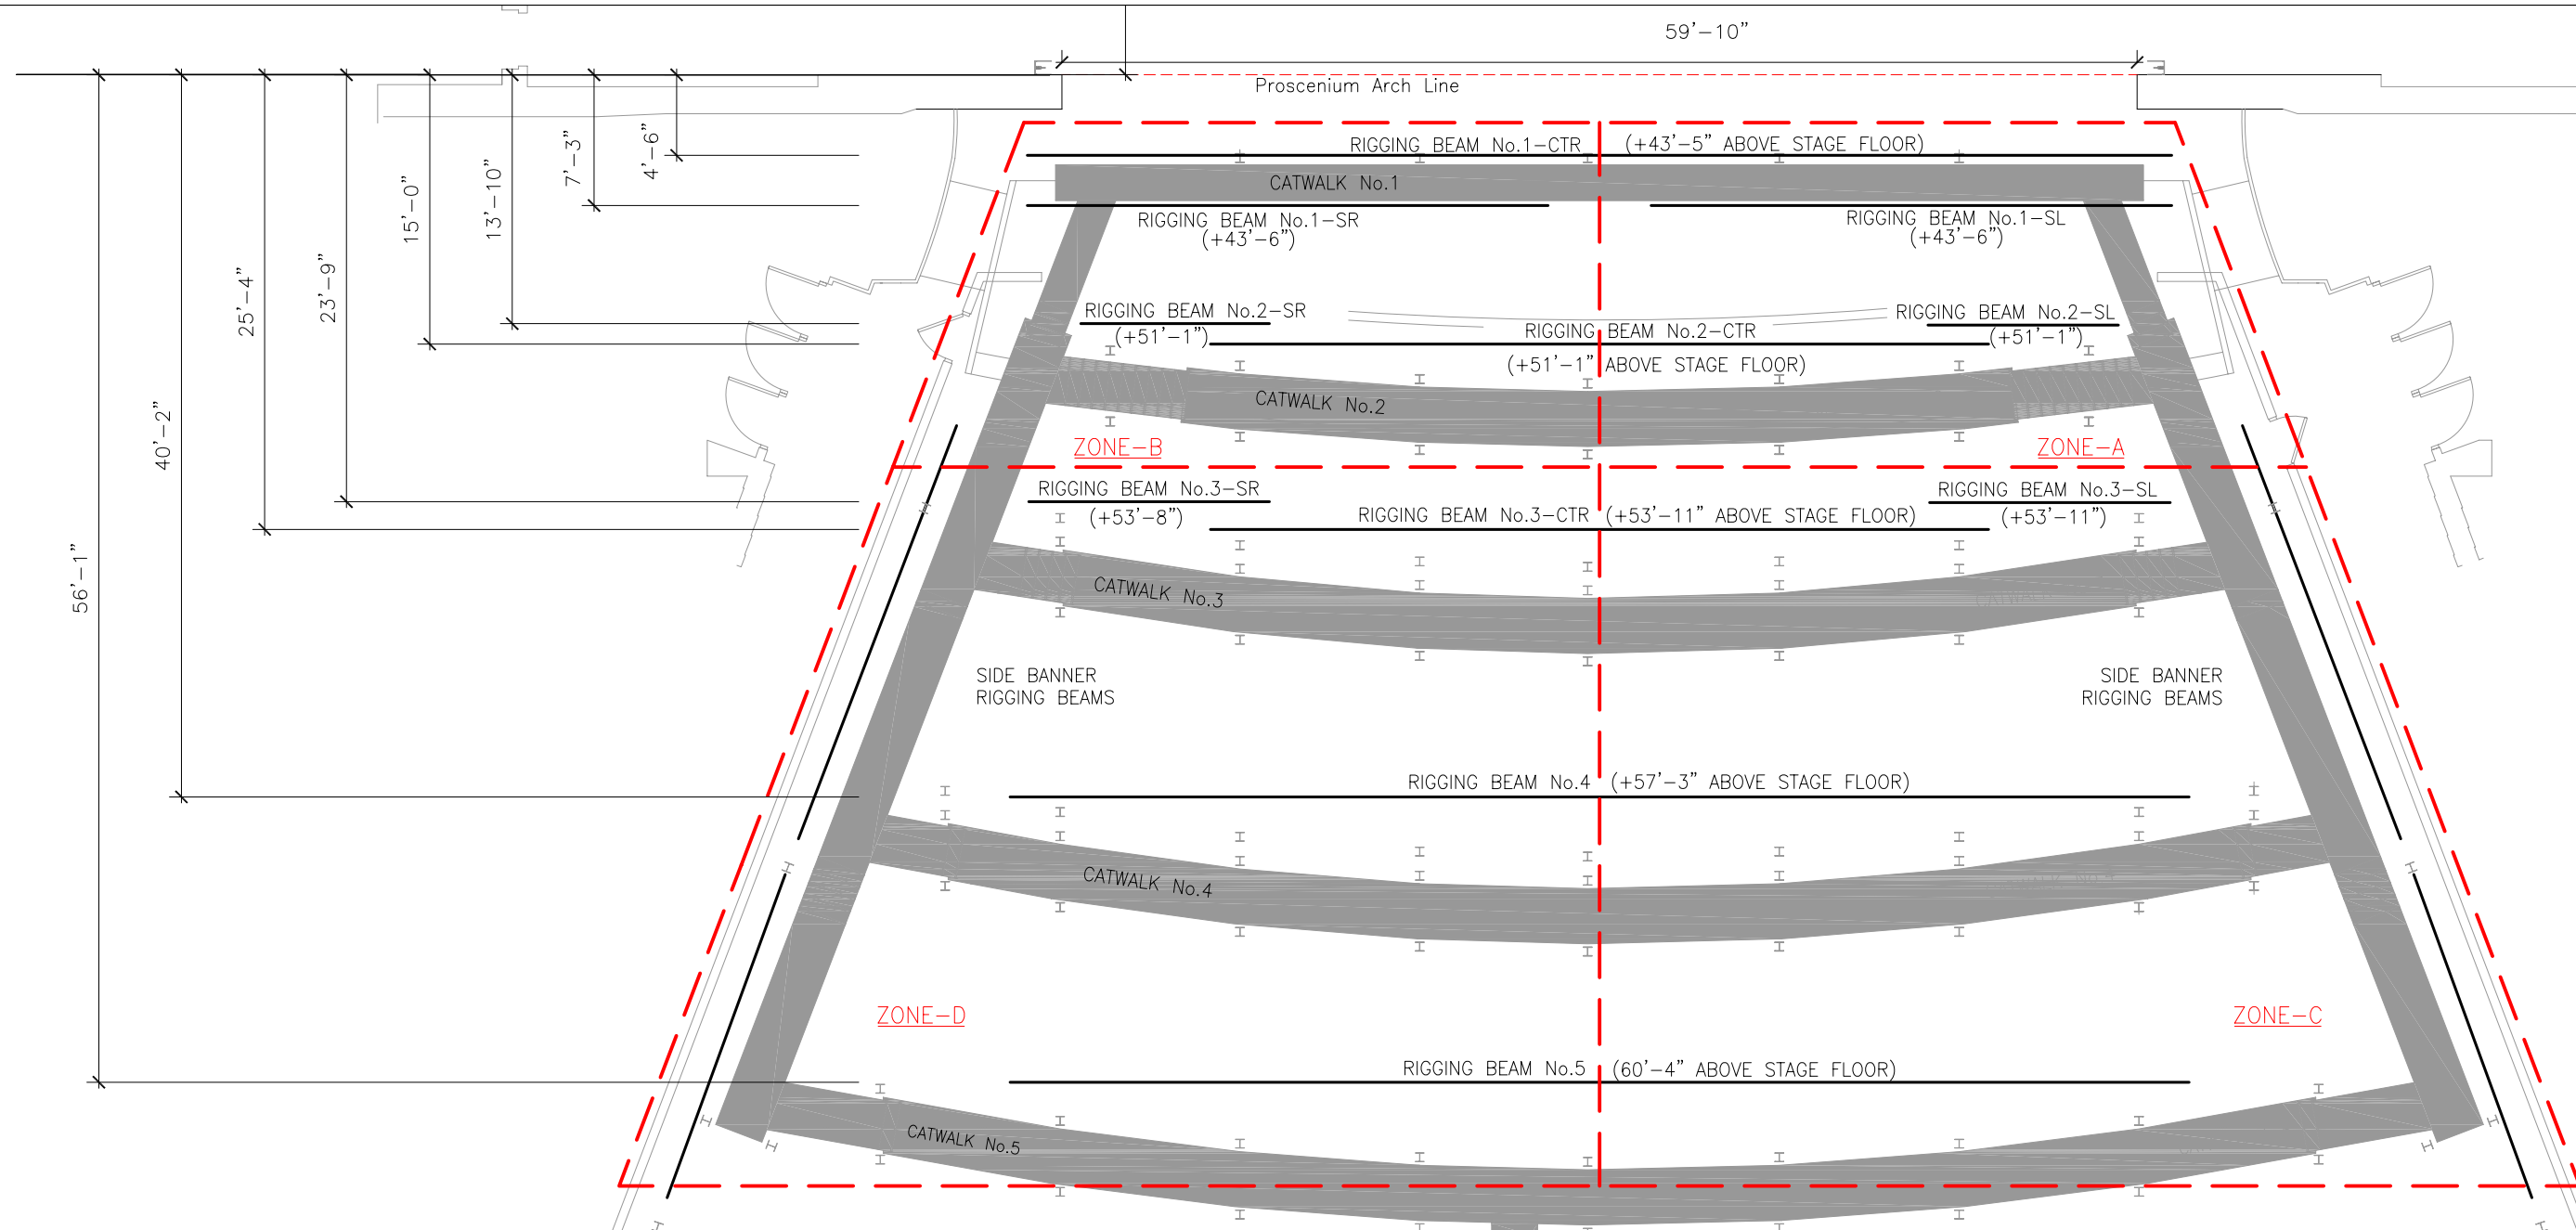 59'-10"
Proscenium Arch Line
4'-6"
7'-3"
13'-10"
15'-0"
23'-9"
25'-4"
40'-2"
56'-1"
RIGGING BEAM No.1-CTR (+43'-5" ABOVE STAGE FLOOR)
CATWALK No.1
RIGGING BEAM No.1-SR
(+43'-6")
RIGGING BEAM No.1-SL
(+43'-6")
RIGGING BEAM No.2-SR
(+51'-1")
RIGGING BEAM No.2-CTR
(+51'-1" ABOVE STAGE FLOOR)
RIGGING BEAM No.2-SL
(+51'-1")
CATWALK No.2
ZONE-B
ZONE-A
RIGGING BEAM No.3-SR
(+53'-8")
RIGGING BEAM No.3-CTR (+53'-11" ABOVE STAGE FLOOR)
RIGGING BEAM No.3-SL
(+53'-11")
CATWALK No.3
SIDE BANNER
RIGGING BEAMS
SIDE BANNER
RIGGING BEAMS
RIGGING BEAM No.4 (+57'-3" ABOVE STAGE FLOOR)
CATWALK No.4
ZONE-D
ZONE-C
RIGGING BEAM No.5 (60'-4" ABOVE STAGE FLOOR)
CATWALK No.5